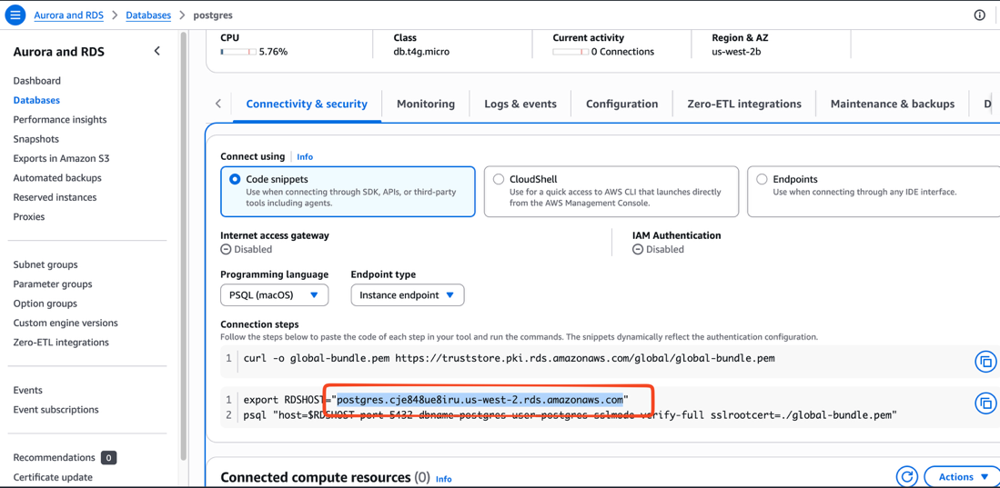 Aurora and RDS > Databases > postgres
Aurora and RDS
Dashboard
Databases
Performance insights
Snapshots
Exports in Amazon S3
Automated backups
Reserved instances
Proxies
Subnet groups
Parameter groups
Option groups
Custom engine versions
Zero-ETL integrations
Events
Event subscriptions
Recommendations 0
Certificate update
CPU
5.76%
Class
db.t4g.micro
Current activity
0 Connections
Region & AZ
us-west-2b
Connectivity & security
Monitoring
Logs & events
Configuration
Zero-ETL integrations
Maintenance & backups
D
Connect using
Info
Code snippets
Use when connecting through SDK, APIs, or third-party
tools including agents.
CloudShell
Use for a quick access to AWS CLI that launches directly
from the AWS Management Console.
Endpoints
Use when connecting through any IDE interface.
Internet access gateway
Disabled
IAM Authentication
Disabled
Programming language
PSQL (macOS)
Endpoint type
Instance endpoint
Connection steps
Follow the steps below to paste the code of each step in your tool and run the commands. The snippets dynamically reflect the authentication configuration.
1 curl -o global-bundle.pem https://truststore.pki.rds.amazonaws.com/global/global-bundle.pem
1 export RDSHOST="postgres.cje848ue8iru.us-west-2.rds.amazonaws.com"
2 psql "host=$RDSHOST port=5432 dbname=postgres user=postgres sslmode=verify-full sslrootcert=./global-bundle.pem"
Connected compute resources (0) Info
Actions